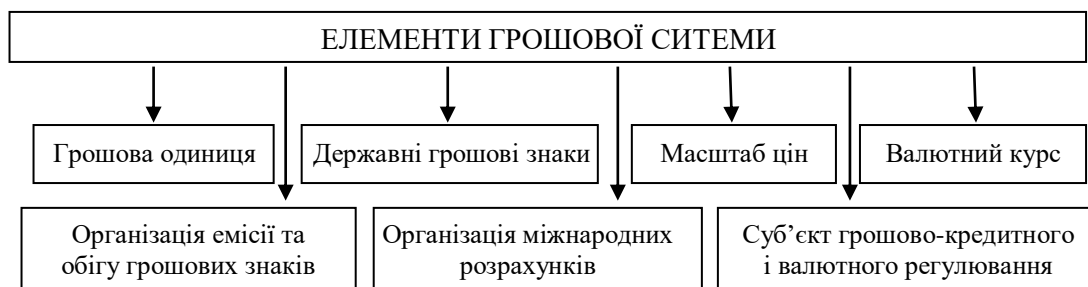 ЕЛЕМЕНТИ ГРОШОВОЇ СИТЕМИ
Грошова одиниця
Державні грошові знаки
Масштаб цін
Валютний курс
Організація емісії та
обігу грошових знаків
Організація міжнародних
розрахунків
Суб’єкт грошово-кредитного
і валютного регулювання